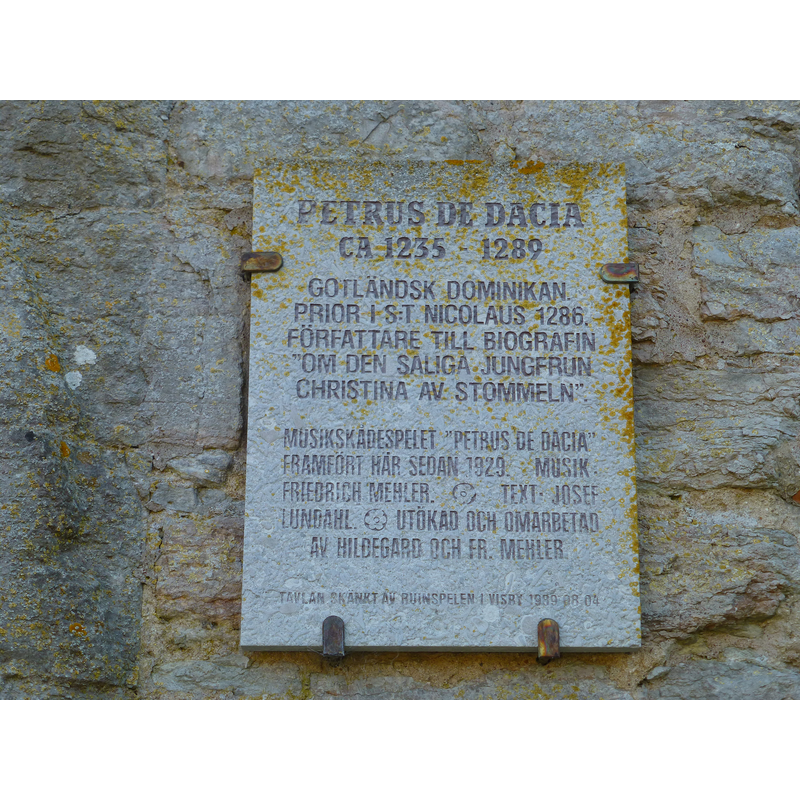 PETRUS DE DACIA
CA 1235 - 1289
GOTLÄNDSK DOMINIKAN.
PRIOR I S:T NICOLAUS 1286.
FÖRFATTARE TILL BIOGRAFIN
"OM DEN SALIGA JUNGFRUN
CHRISTINA AV STOMMELN".
MUSIKSKÅDESPELET "PETRUS DE DACIA"
FRAMFÖRT HÄR SEDAN 1929. MUSIK:
FRIEDRICH MEHLER. TEXT: JOSEF
LUNDAHL. UTÖKAD OCH OMARBETAD
AV HILDEGARD OCH FR. MEHLER.
TAVLAN SKÄNKT AV RUINSPELEN I VISBY 1989 08 04